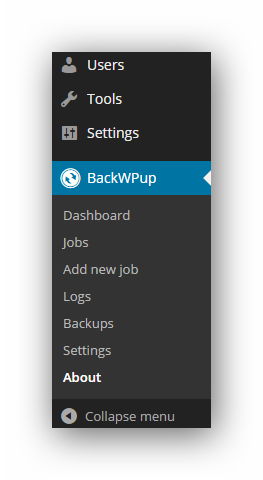 Users
Tools
Settings
BackWPup
Dashboard
Jobs
Add new job
Logs
Backups
Settings
About
Collapse menu